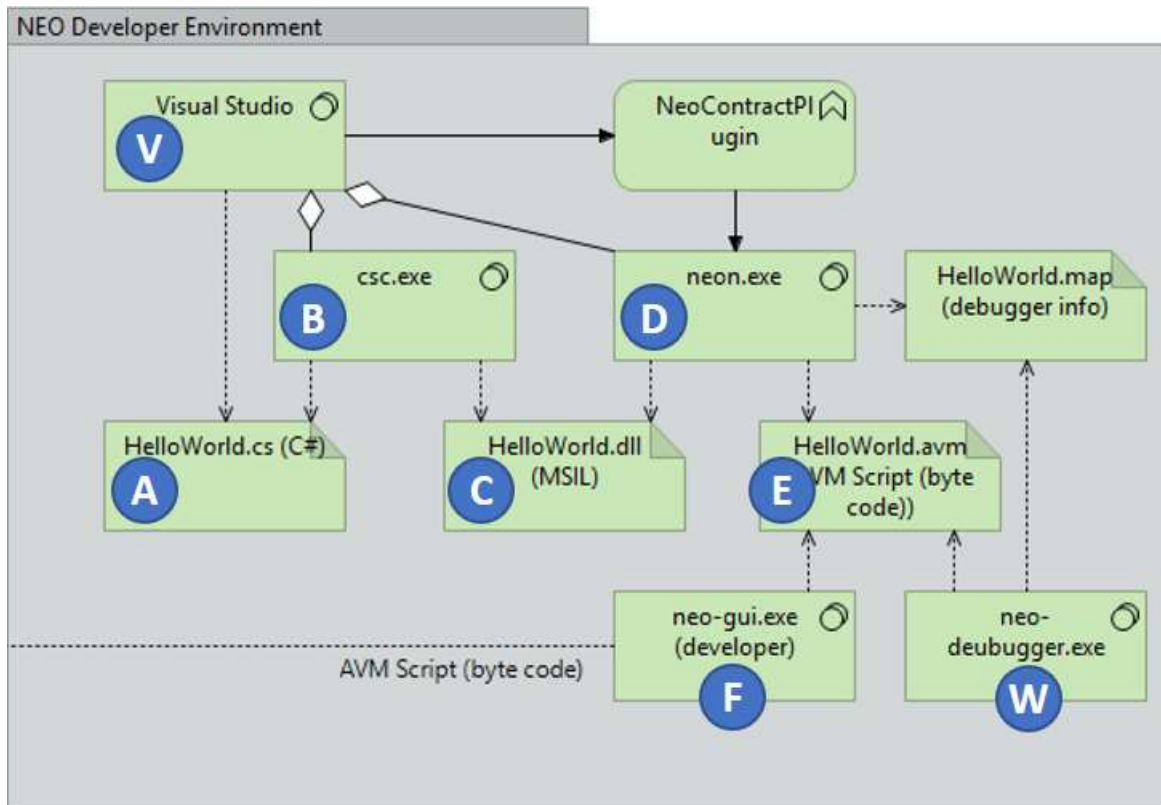 NEO Developer Environment
Visual Studio
V
NeoContractPl
ugin
csc.exe
B
neon.exe
D
HelloWorld.map
(debugger info)
HelloWorld.cs (C#)
A
HelloWorld.dll
(MSIL)
C
HelloWorld.avm
VM Script (byte
code))
E
neo-gui.exe
(developer)
F
neo-
deubugger.exe
W
AVM Script (byte code)